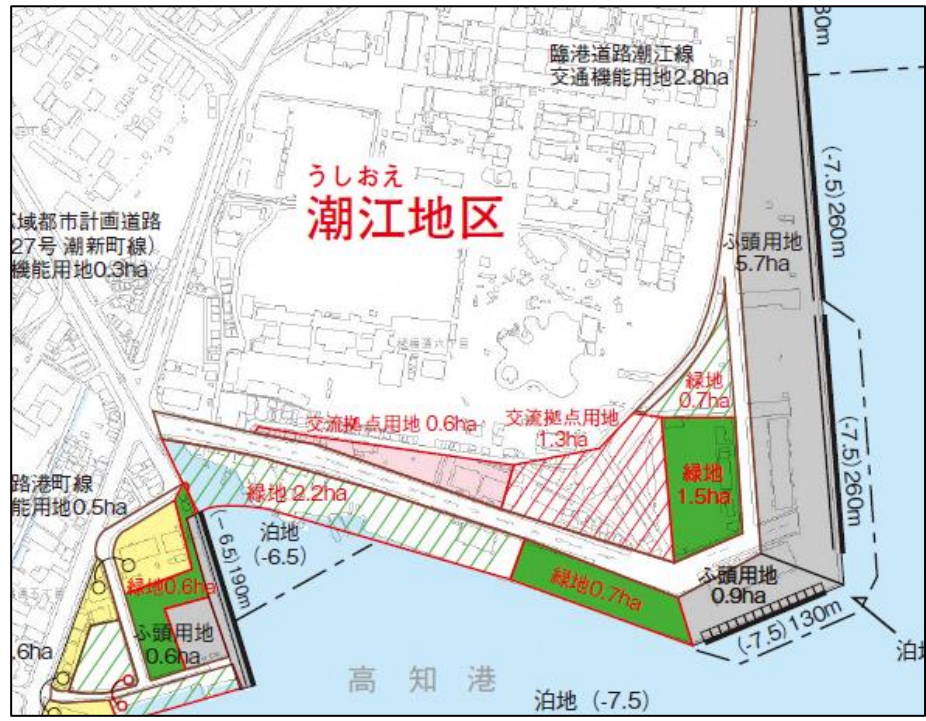 30m
臨港道路潮江線
交通機能用地2.8ha
うしおえ
潮江地区
(-7.5) 260m
域都市計画道路
27号 潮新町線)
機能用地0.3ha
ふ頭用地
5.7ha
緑地
0.7ha
交流拠点用地 0.6ha
交流拠点用地
1.3ha
(-7.5) 260m
緑地
1.5ha
路港町線
能用地0.5ha
緑地 2.2ha
泊地
(-6.5)
(-6.5) 190m
緑地0.6ha
緑地0.7ha
ふ頭用地
0.9ha
ふ頭用地
0.6ha
(-7.5) 130m
.6ha
泊地
高知港
泊地 (-7.5)